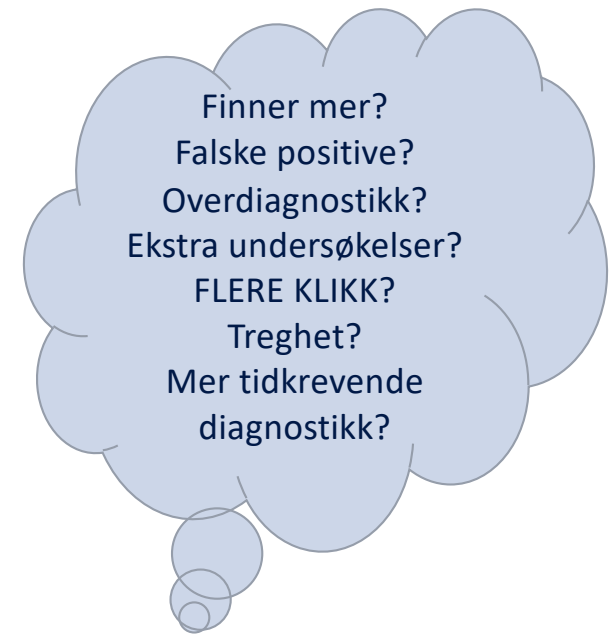 Finner mer?
Falske positive?
Overdiagnostikk?
Ekstra undersøkelser?
FLERE KLIKK?
Treghet?
Mer tidkrevende
diagnostikk?